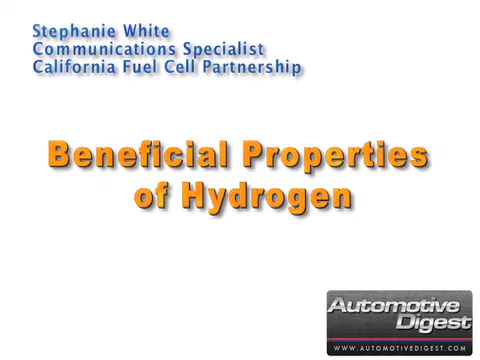 Stephanie White
Communications Specialist
California Fuel Cell Partnership
Beneficial Properties
of Hydrogen
Automotive
Digest
WWW.AUTOMOTIVEDIGEST.COM